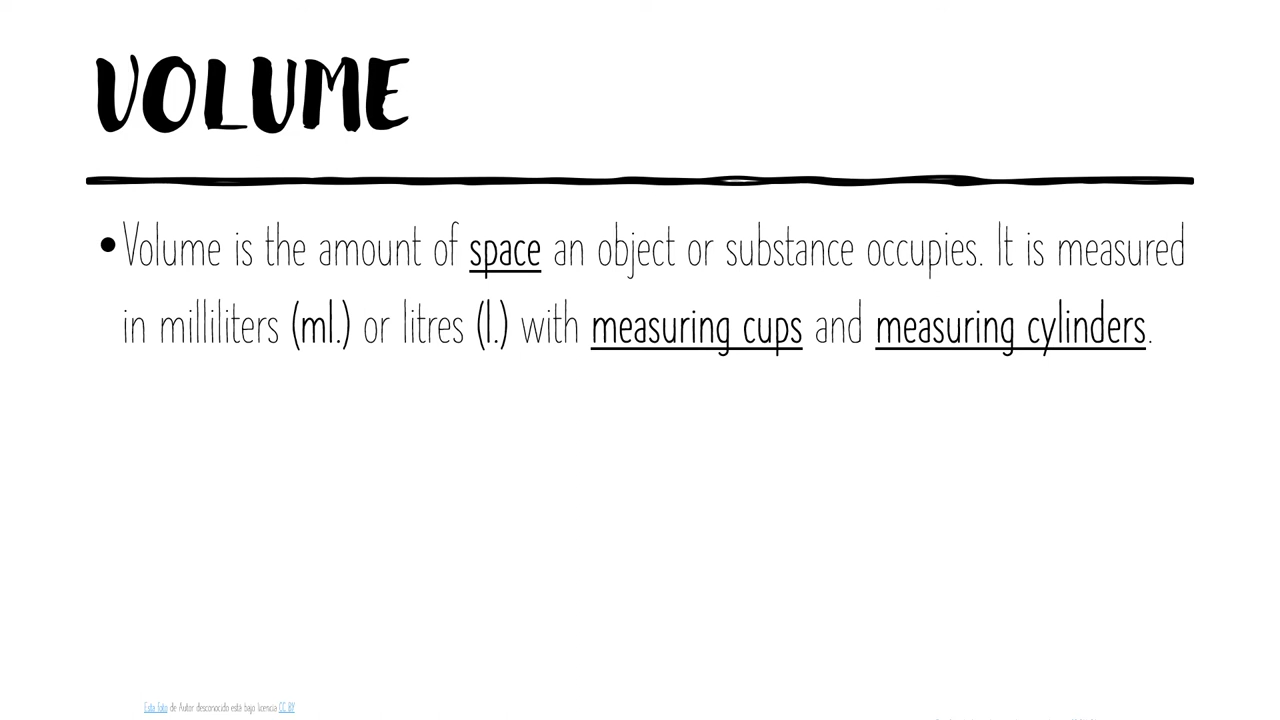 VOLUME
• Volume is the amount of space an object or substance occupies. It is measured
in milliliters (ml.) or litres (l.) with measuring cups and measuring cylinders.
Esta foto de Autor desconocido está bajo licencia CC BY